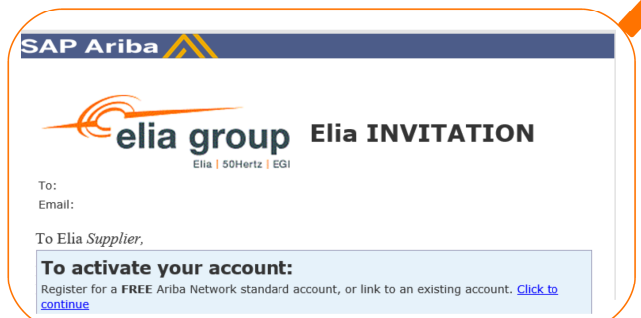 SAP Ariba
elia group
Elia INVITATION
Elia | 50Hertz | EGI
To:
Email:
To Elia Supplier,
To activate your account:
Register for a FREE Ariba Network standard account, or link to an existing account. Click to
continue